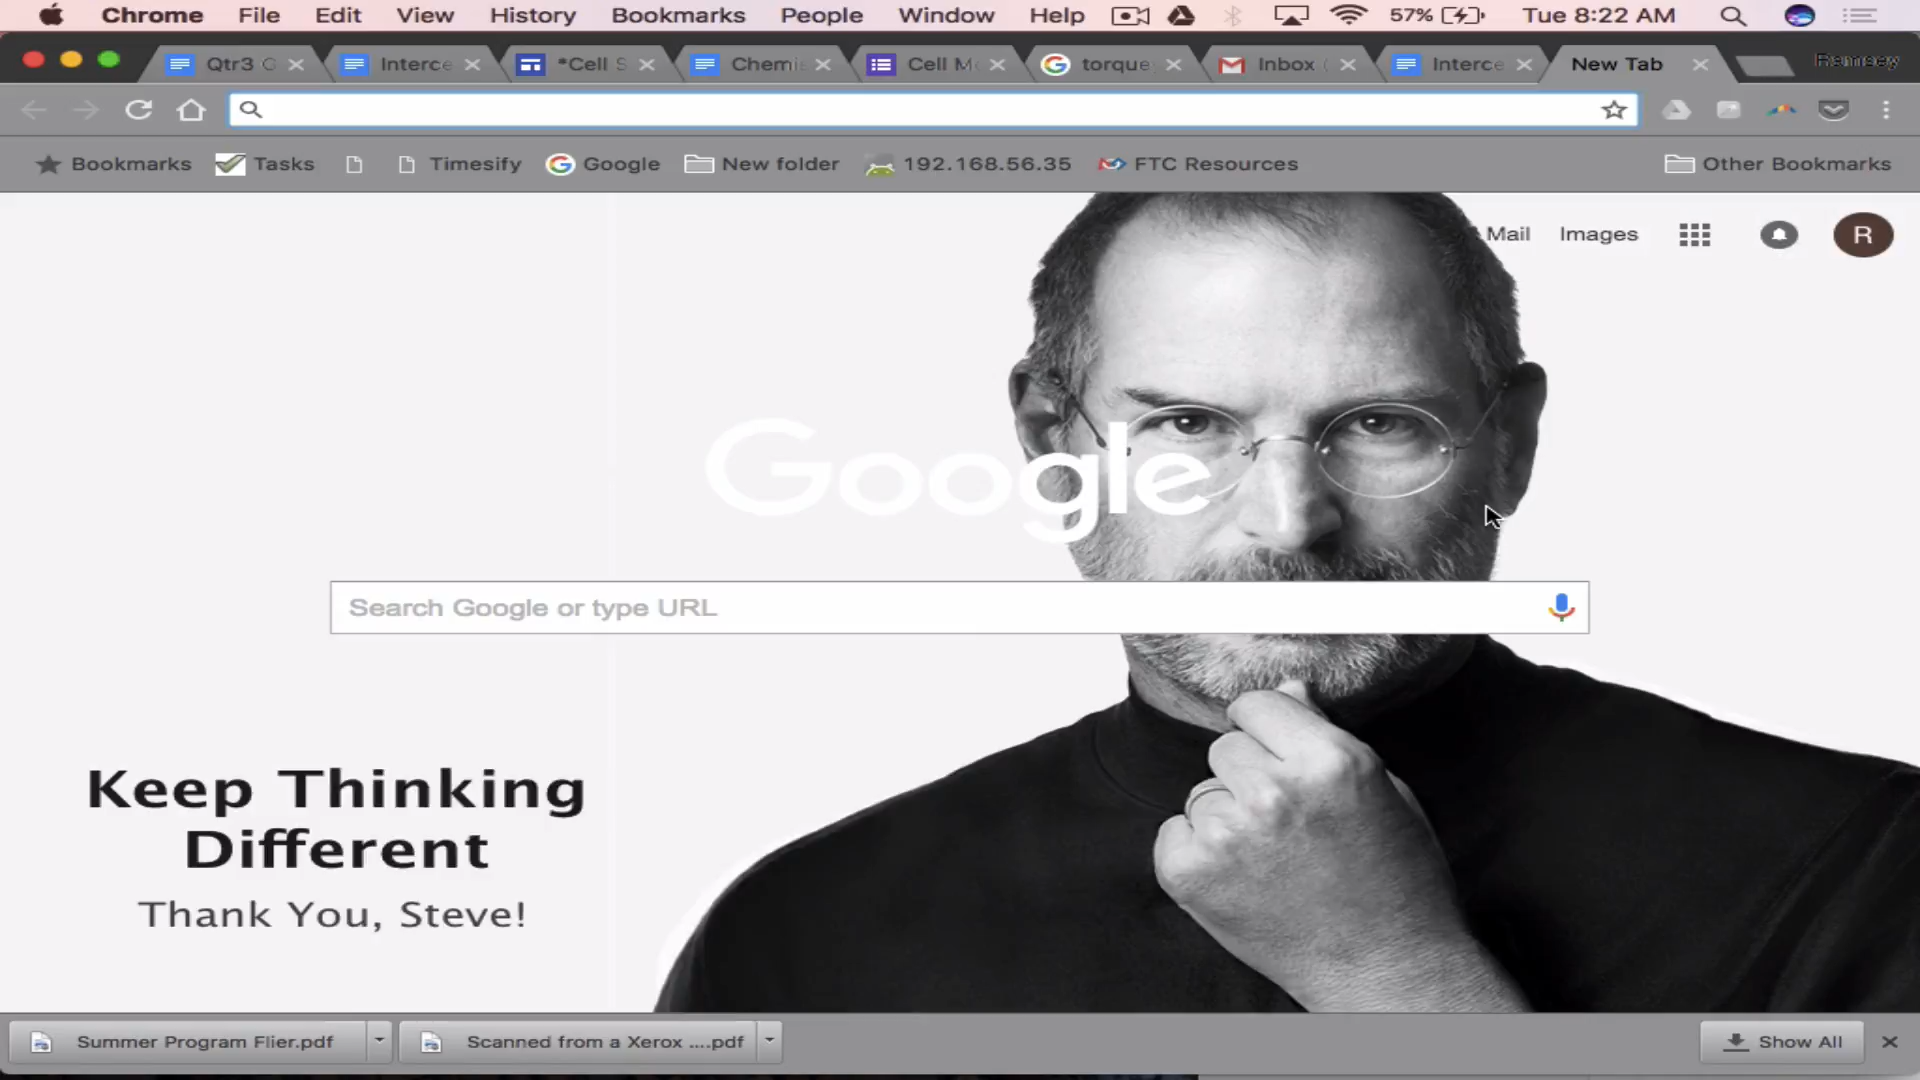 Chrome File Edit View History Bookmarks People Window Help 57% Tue 8:22 AM
Qtr3 Interce *Cell S Chemi Cell M torque Inbox Interce New Tab Ramsey
Bookmarks Tasks Timesify Google New folder 192.168.56.35 FTC Resources Other Bookmarks
Mail Images R
Google
Search Google or type URL
Keep Thinking
Different
Thank You, Steve!
Summer Program Flier.pdf Scanned from a Xerox ....pdf Show All